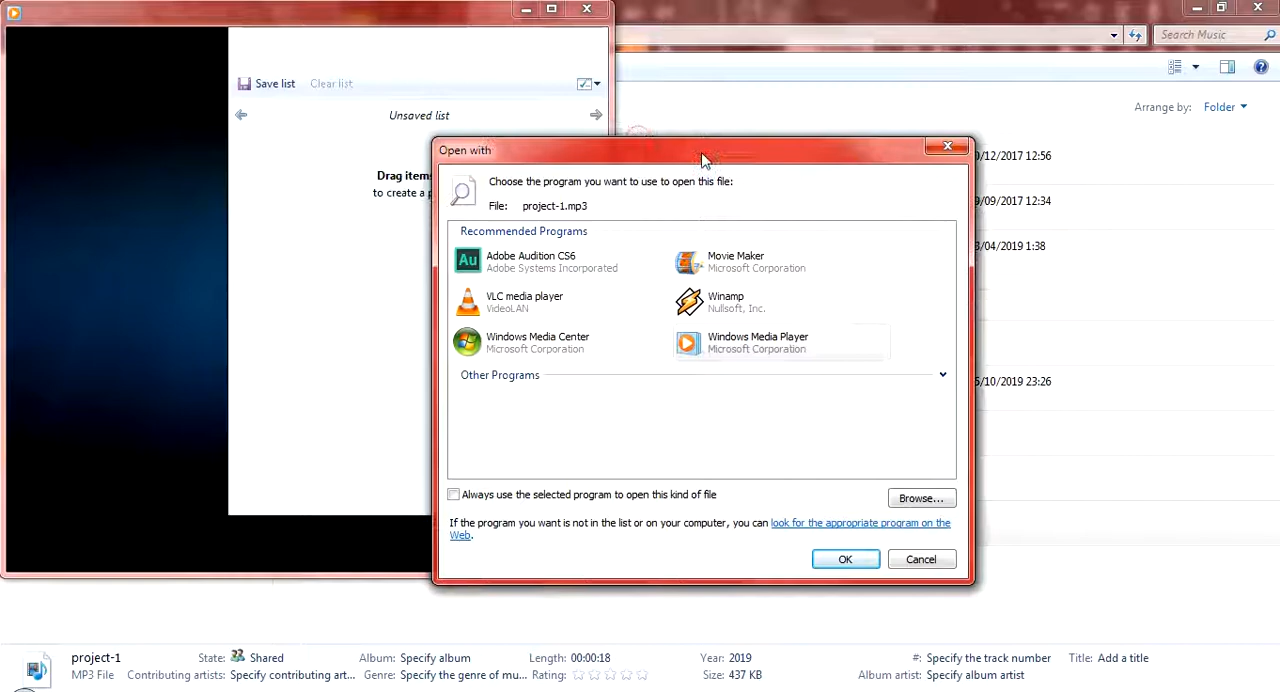 Search Music
Save list
Clear list
Unsaved list
Arrange by: Folder
Drag items
to create a
Open with
Choose the program you want to use to open this file:
File: project-1.mp3
Recommended Programs
Adobe Audition CS6
Adobe Systems Incorporated
Movie Maker
Microsoft Corporation
VLC media player
VideoLAN
Winamp
Nullsoft, Inc.
Windows Media Center
Microsoft Corporation
Windows Media Player
Microsoft Corporation
Other Programs
Always use the selected program to open this kind of file
Browse...
If the program you want is not in the list or on your computer, you can look for the appropriate program on the
Web.
OK
Cancel
/12/2017 12:56
/09/2017 12:34
/04/2019 1:38
/10/2019 23:26
project-1
MP3 File
State: Shared
Contributing artists: Specify contributing art...
Album: Specify album
Genre: Specify the genre of mu...
Length: 00:00:18
Rating:
Year: 2019
Size: 437 KB
#: Specify the track number
Album artist: Specify album artist
Title: Add a title